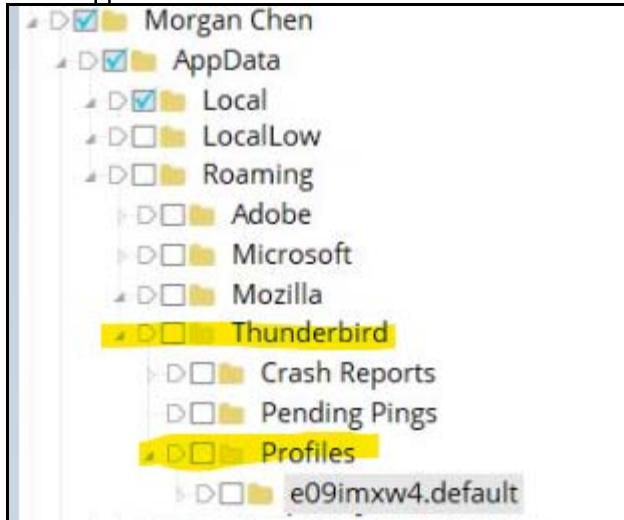 Morgan Chen
AppData
Local
LocalLow
Roaming
Adobe
Microsoft
Mozilla
Thunderbird
Crash Reports
Pending Pings
Profiles
e09imxw4.default